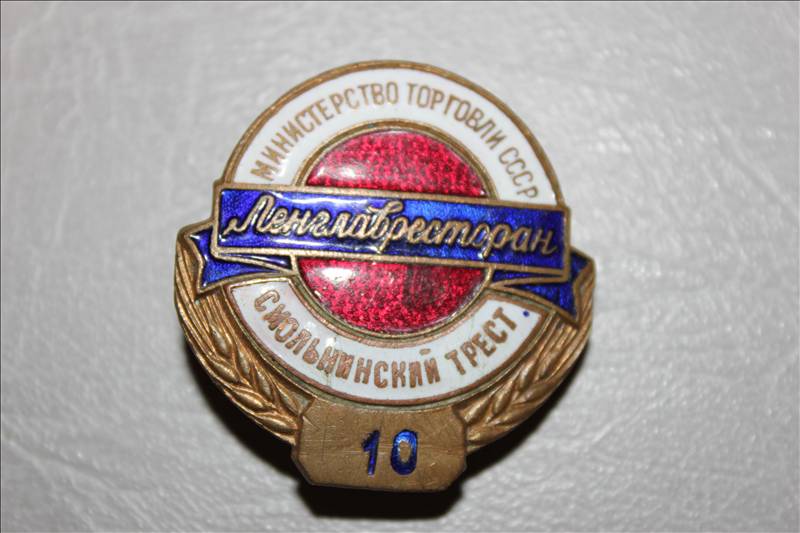 МИНИСТЕРСТВО ТОРГОВЛИ СССР
Ленглавресторан
СМОЛЬНИНСКИЙ ТРЕСТ
10